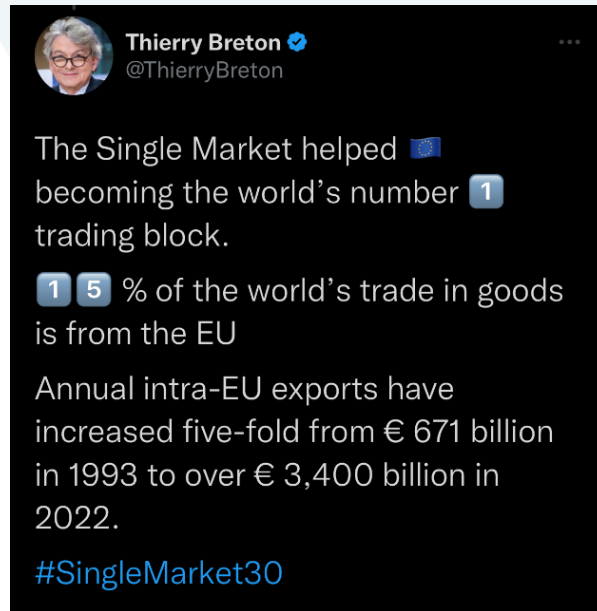 Thierry Breton
@ThierryBreton
The Single Market helped 🇪🇺
becoming the world’s number 1️⃣
trading block.
1️⃣5️⃣ % of the world’s trade in goods
is from the EU
Annual intra-EU exports have
increased five-fold from € 671 billion
in 1993 to over € 3,400 billion in
2022.
#SingleMarket30